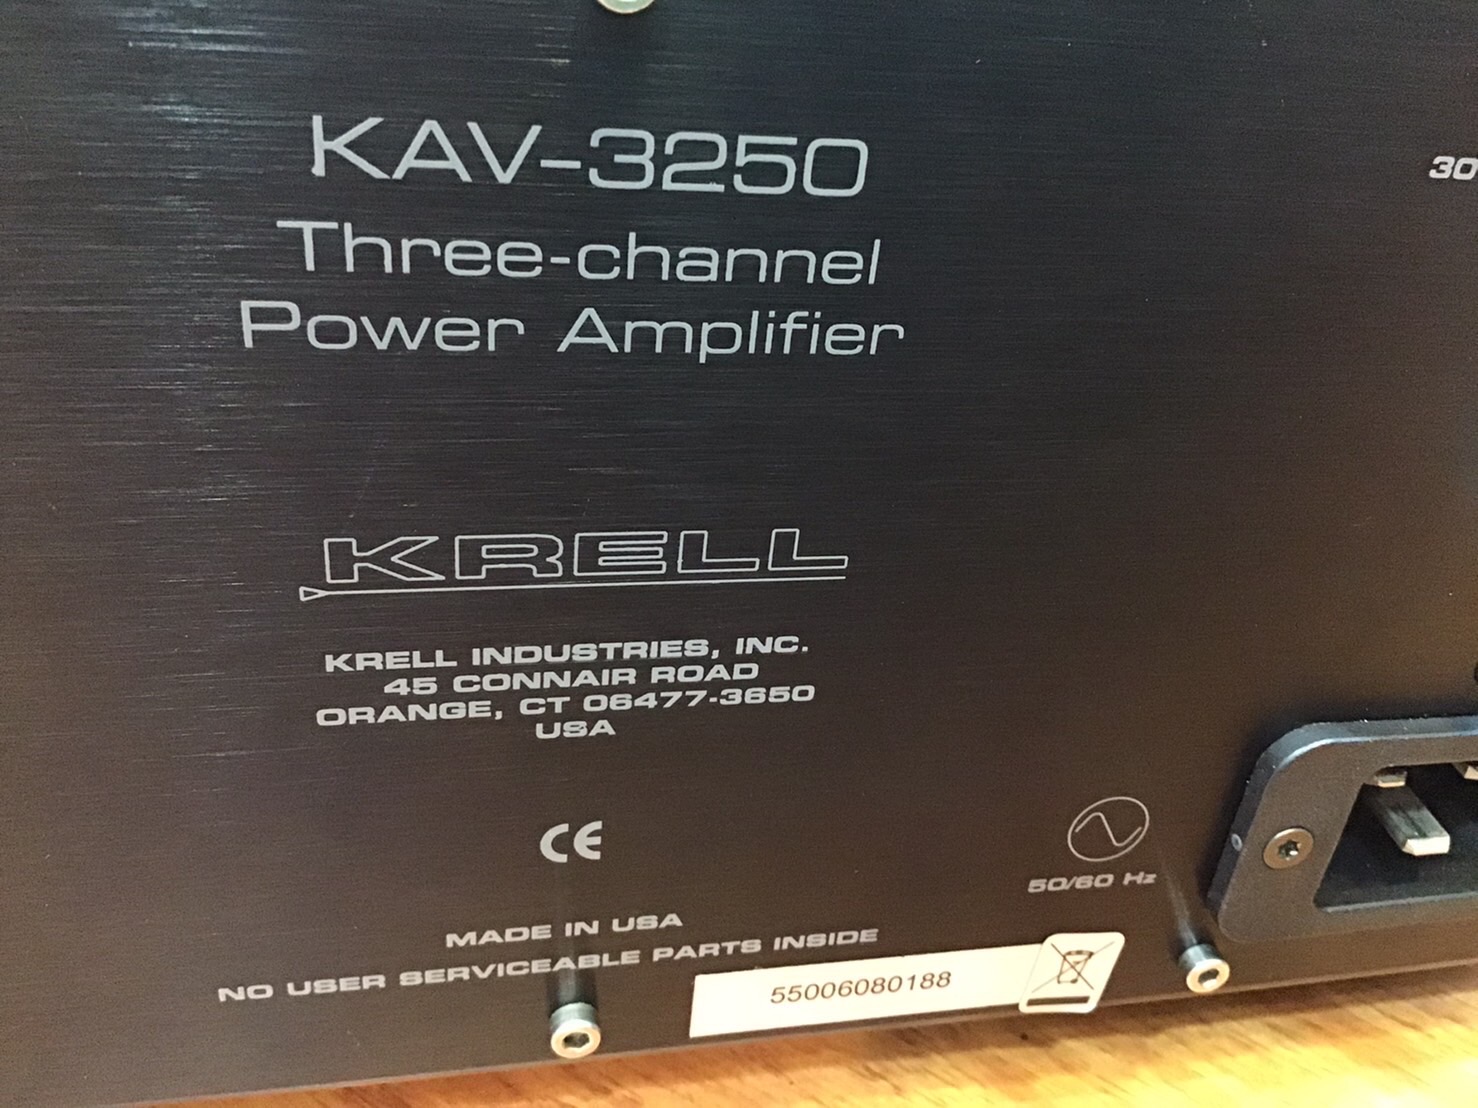 KAV-3250
Three-channel
Power Amplifier
30
KRELL
KRELL INDUSTRIES, INC.
45 CONNAIR ROAD
ORANGE, CT 06477-3650
USA
CE
50/60 Hz
MADE IN USA
NO USER SERVICEABLE PARTS INSIDE
55006080188